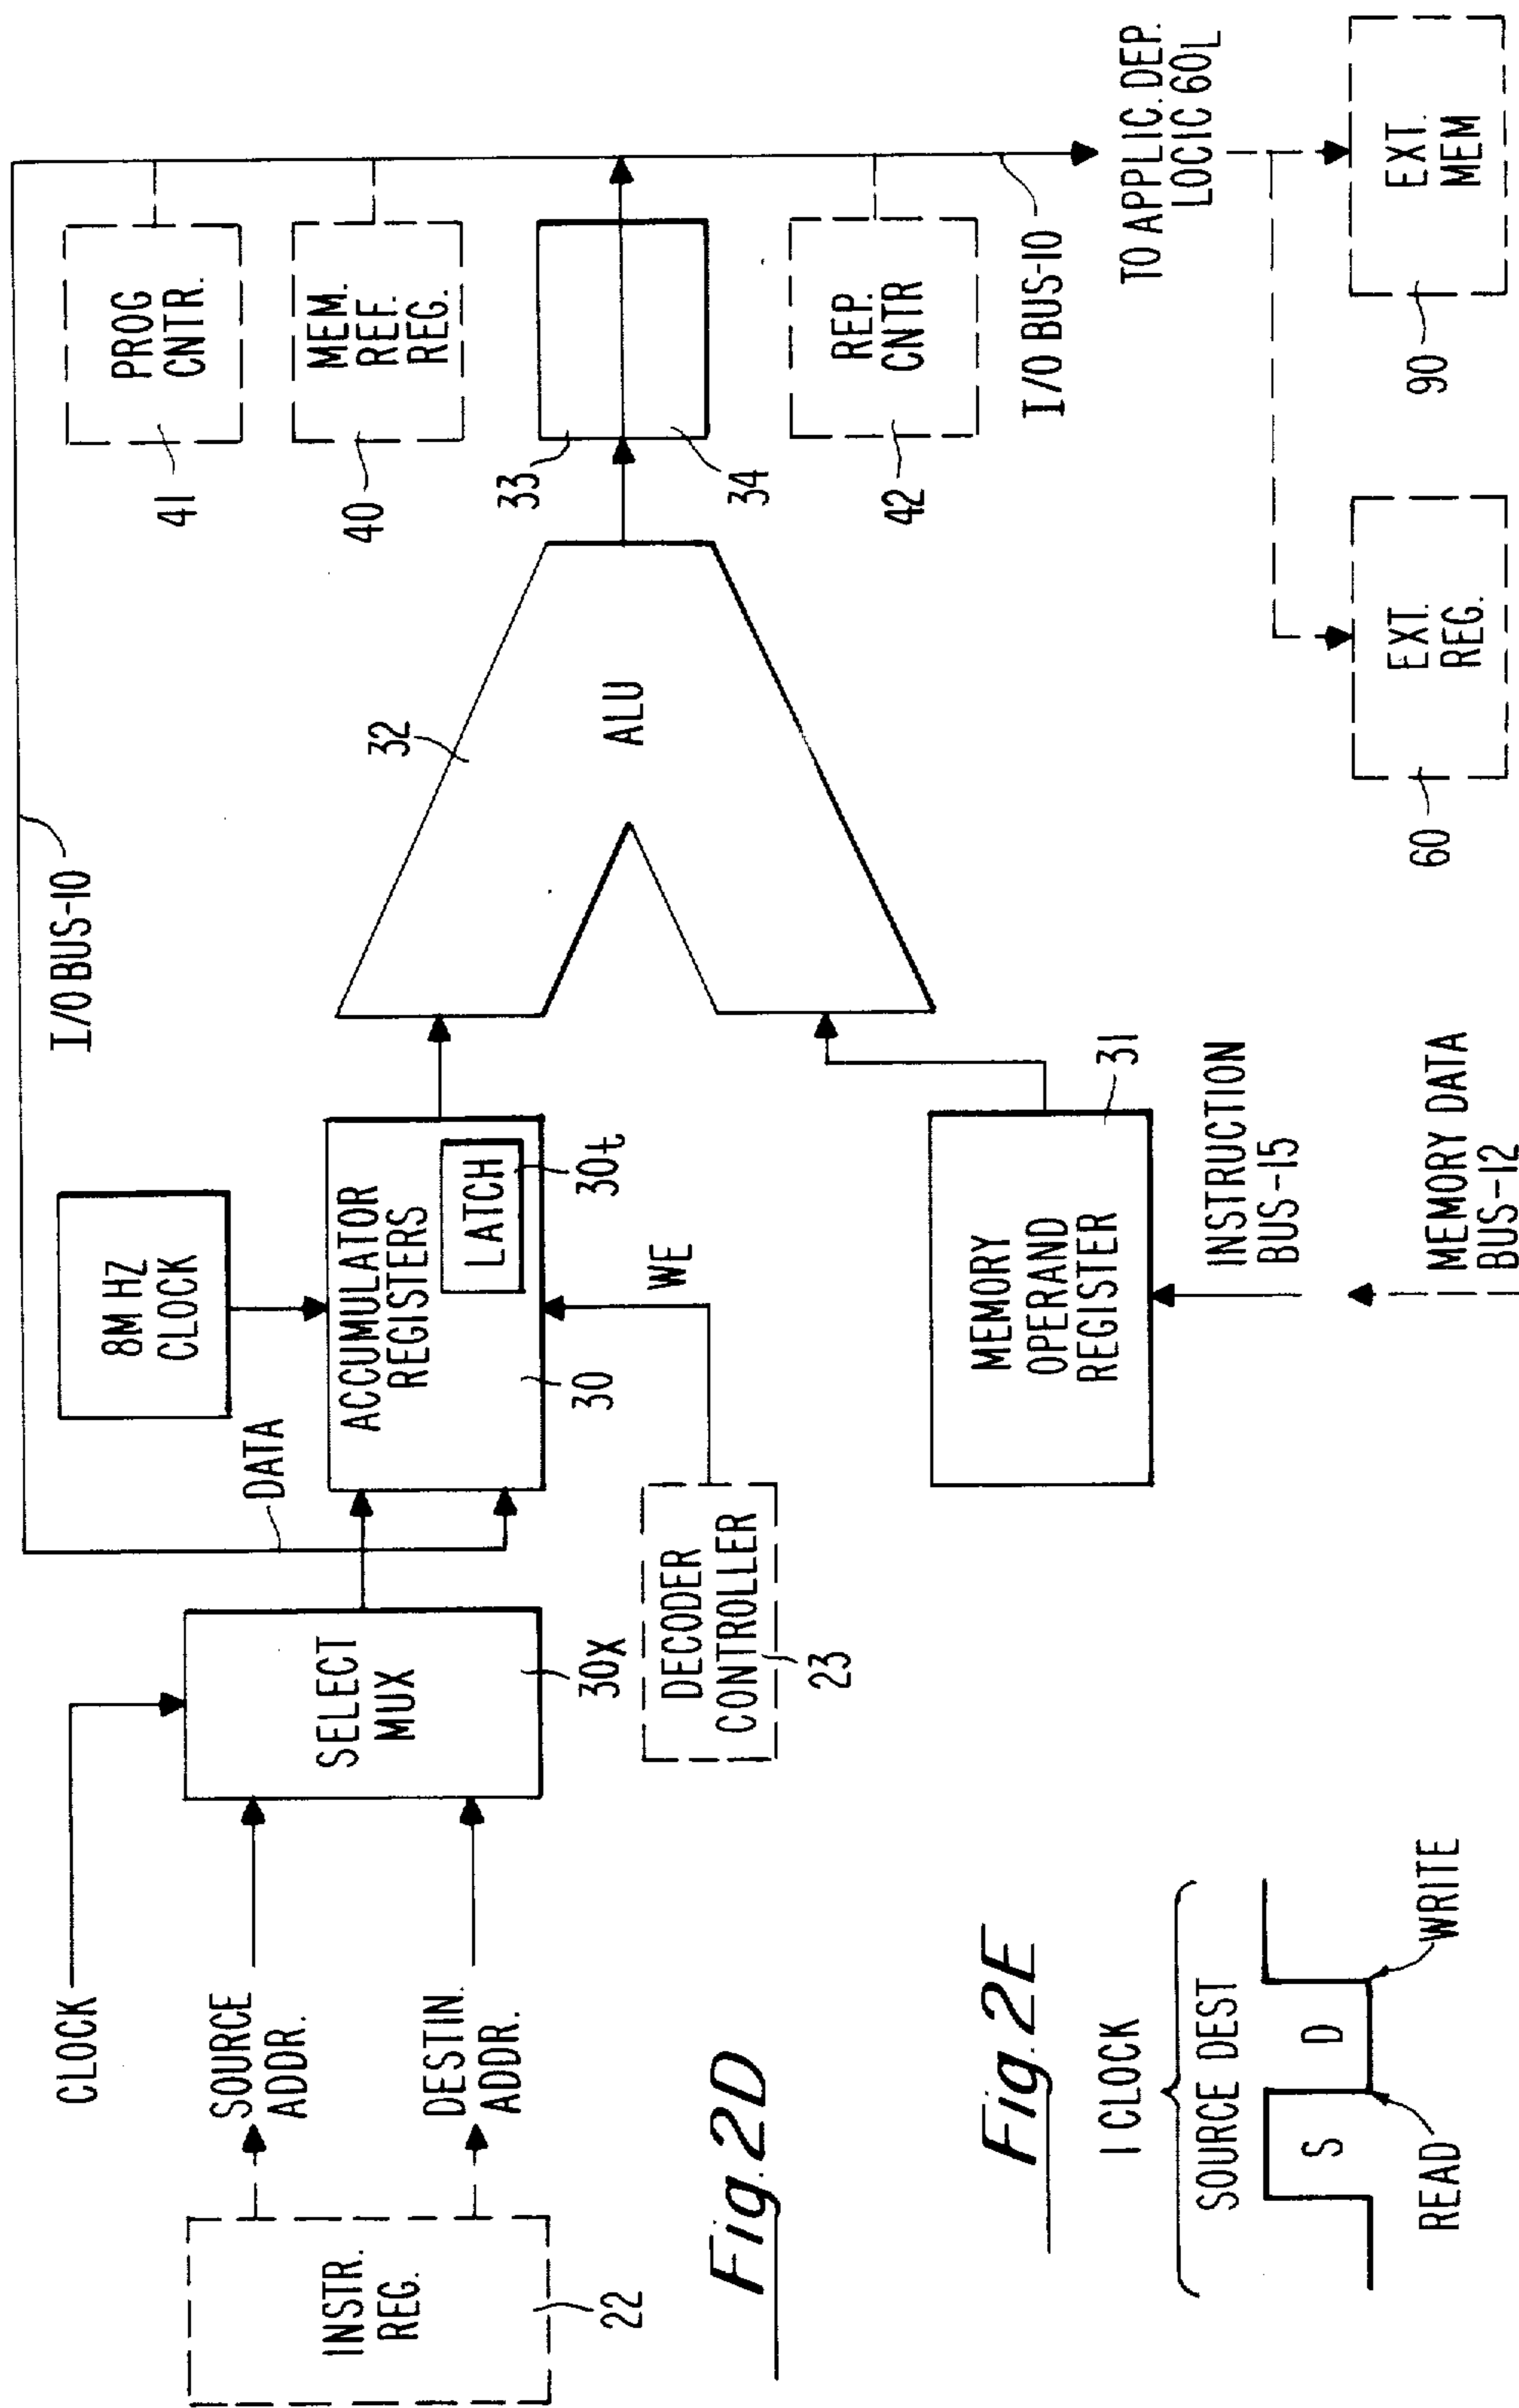 I/O BUS-10
PROG
CNTR.
41
MEM.
REF.
REG.
40
33
34
REP.
CNTR
42
I/O BUS-10
TO APPLIC. DEP.
LOCIC 60L
EXT.
MEM
90
EXT.
REG.
60
CLOCK
SOURCE
ADDR.
DESTIN.
ADDR.
INSTR.
REG.
22
SELECT
MUX
30X
DATA
8M HZ
CLOCK
ACCUMULATOR
REGISTERS
LATCH
30t
30
WE
DECODER
CONTROLLER
23
32
ALU
MEMORY
OPERAND
REGISTER
31
INSTRUCTION
BUS-15
MEMORY DATA
BUS-12
Fig. 2D
Fig. 2E
1 CLOCK
SOURCE DEST
S D
READ
WRITE